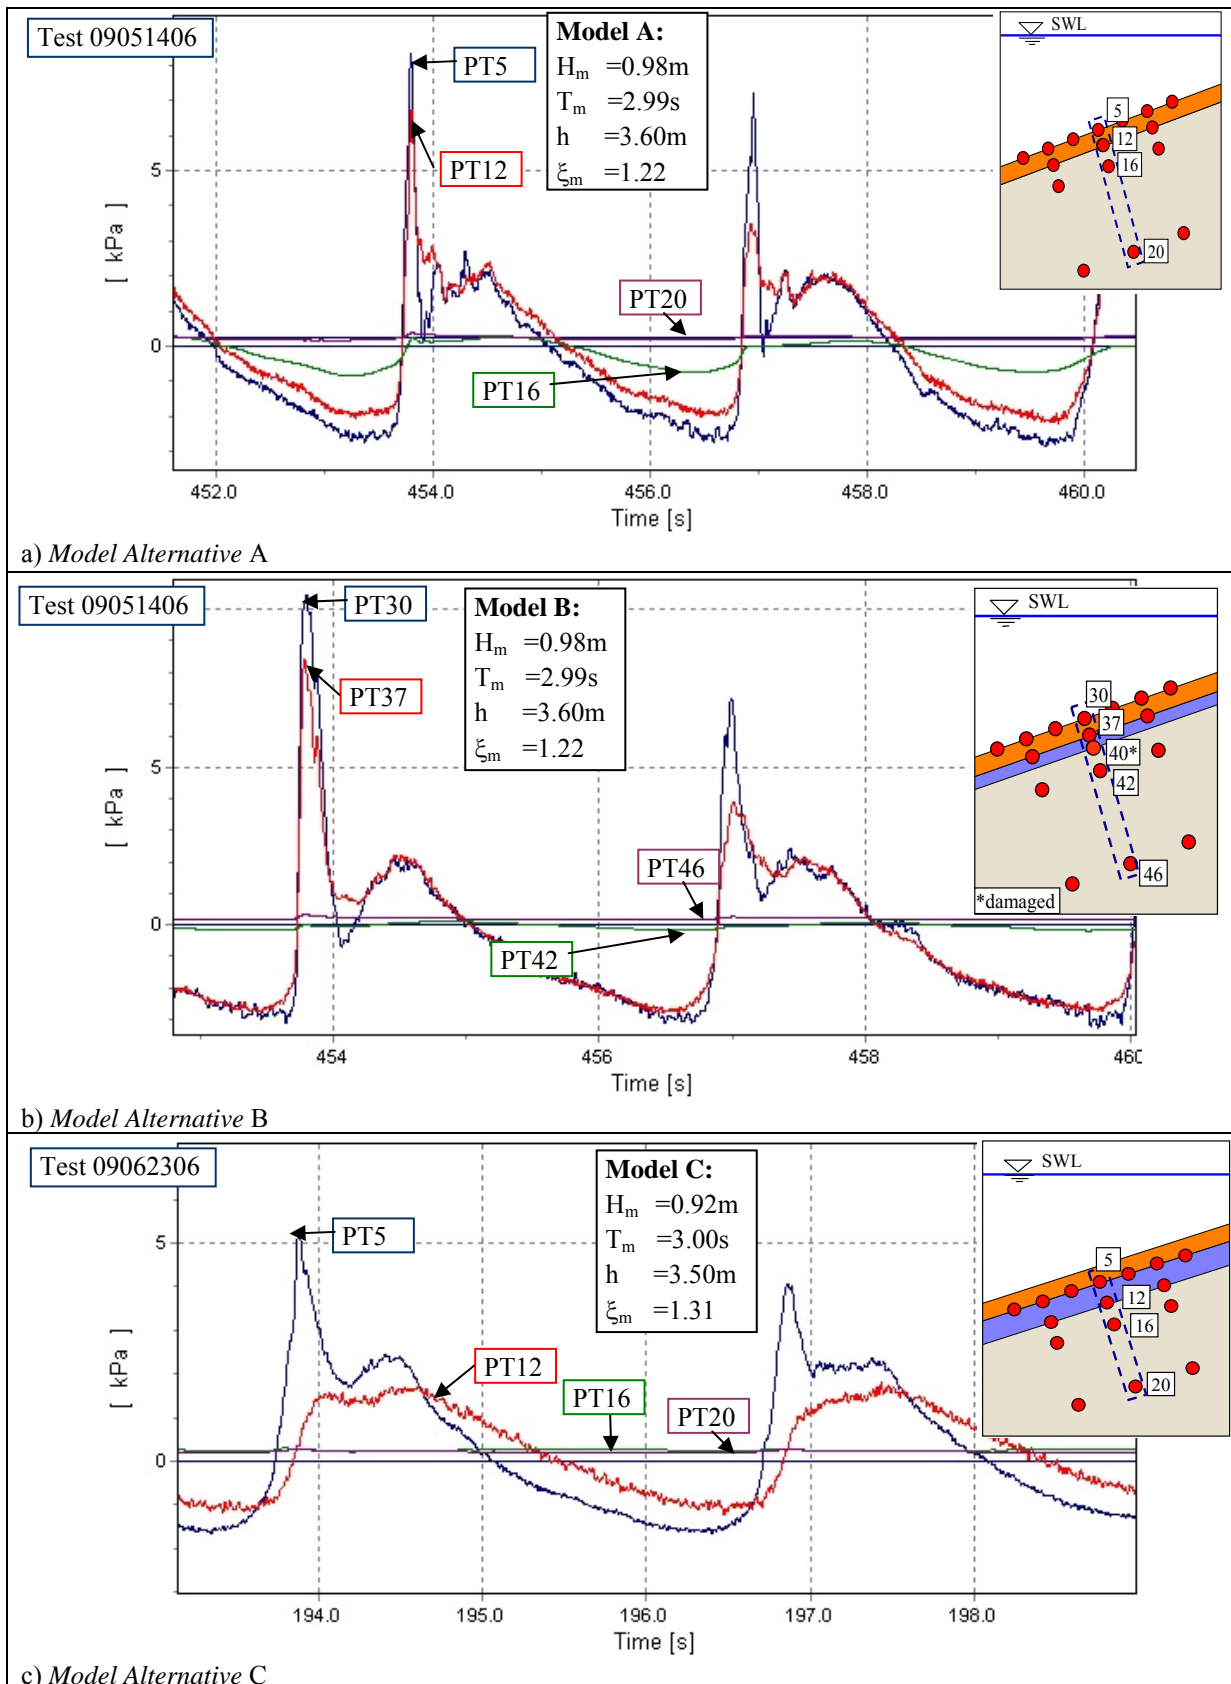 Test 09051406
Model A:
Hm =0.98m
Tm =2.99s
h =3.60m
ξm =1.22
PT5
PT12
PT20
PT16
SWL
5
12
16
20
5
0
[ kPa ]
452.0 454.0 456.0 458.0 460.0
Time [s]
a) Model Alternative A
Test 09051406
Model B:
Hm =0.98m
Tm =2.99s
h =3.60m
ξm =1.22
PT30
PT37
PT46
PT42
SWL
30
37
40*
42
46
*damaged
5
0
[ kPa ]
454 456 458 460
Time [s]
b) Model Alternative B
Test 09062306
Model C:
Hm =0.92m
Tm =3.00s
h =3.50m
ξm =1.31
PT5
PT12
PT16
PT20
SWL
5
12
16
20
5
0
[ kPa ]
194.0 195.0 196.0 197.0 198.0
Time [s]
c) Model Alternative C